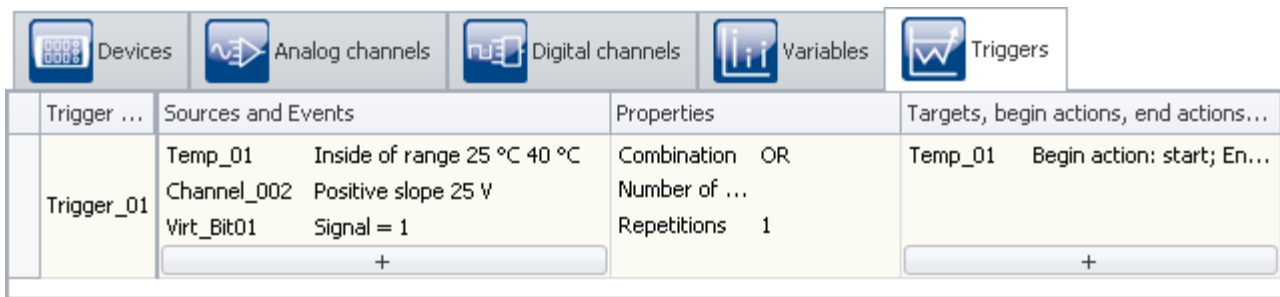 Devices Analog channels Digital channels Variables Triggers
Trigger ... Sources and Events Properties Targets, begin actions, end actions...
Temp_01 Inside of range 25 °C 40 °C Combination OR Temp_01 Begin action: start; En...
Channel_002 Positive slope 25 V Number of ...
Trigger_01
Virt_Bit01 Signal = 1 Repetitions 1
+ +